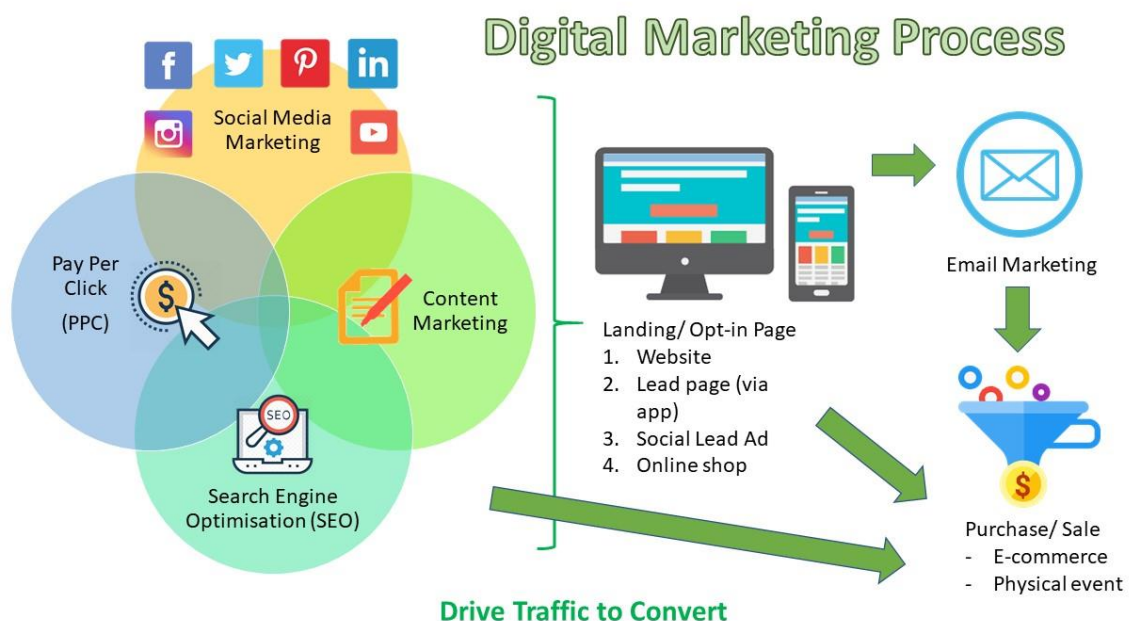 Digital Marketing Process
f
in
Social Media
Marketing
Pay Per
Click
(PPC)
$
Content
Marketing
SEO
Search Engine
Optimisation (SEO)
Landing/ Opt-in Page
1. Website
2. Lead page (via
app)
3. Social Lead Ad
4. Online shop
Email Marketing
$
Purchase/ Sale
- E-commerce
- Physical event
Drive Traffic to Convert